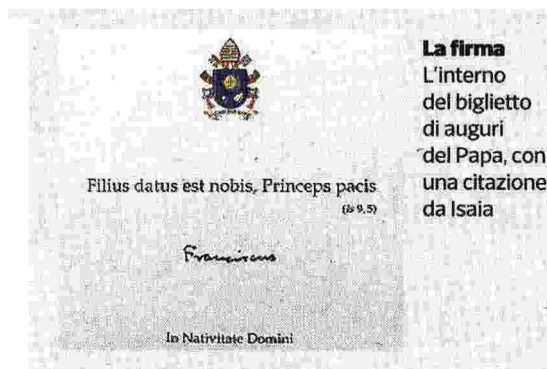 Filius datus est nobis, Princeps pacis
(Is 9,5)
Franciscus
In Nativitate Domini
La firma
L'interno
del biglietto
di auguri
del Papa, con
una citazione
da Isaia